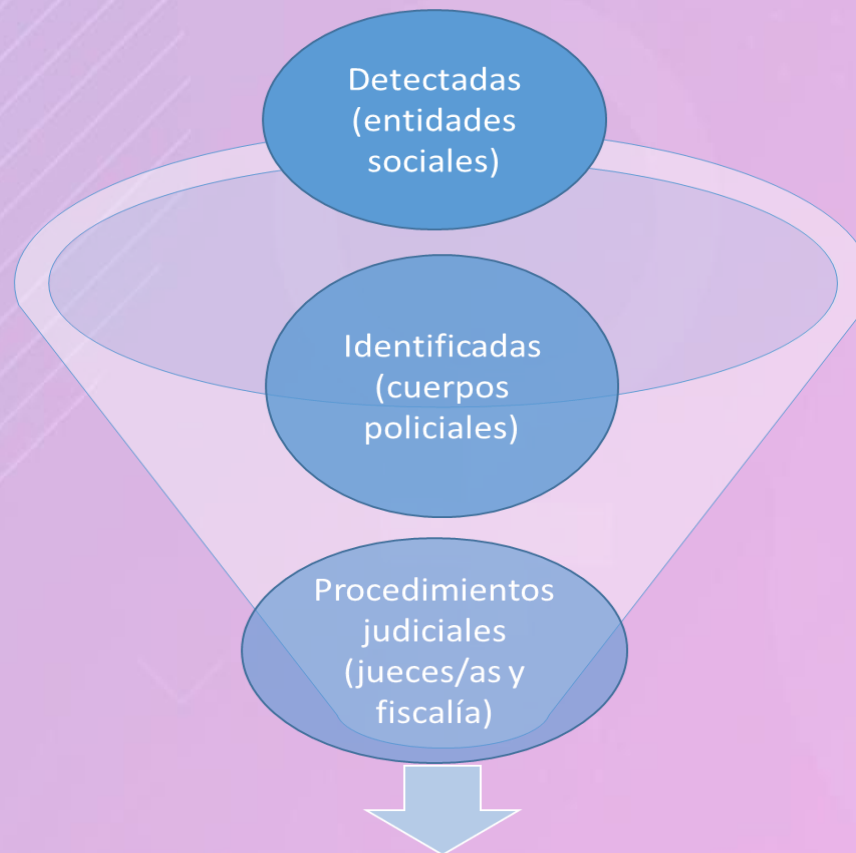 Detectadas
(entidades
sociales)
Identificadas
(cuerpos
policiales)
Procedimientos
judiciales
(jueces/as y
fiscalía)